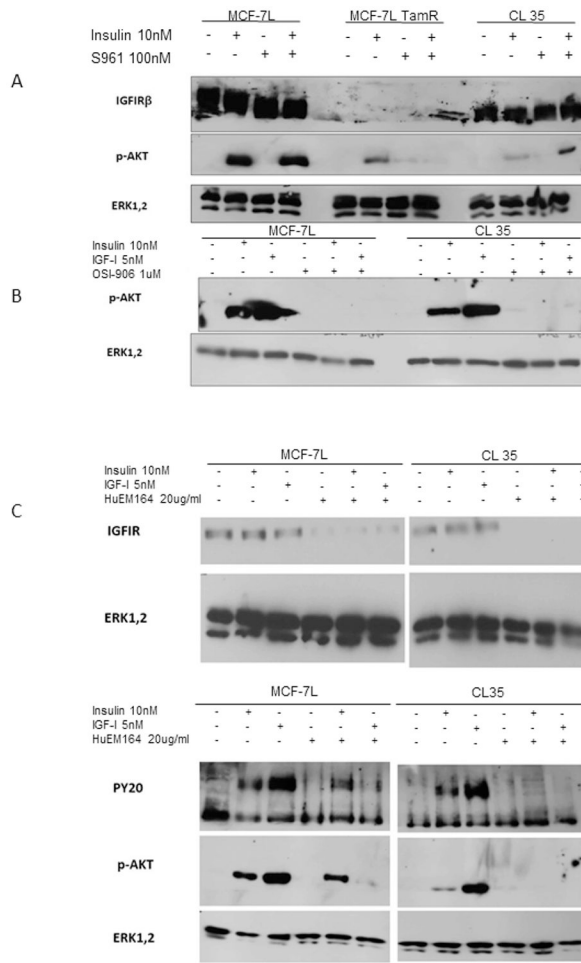 MCF-7L MCF-7L TamR CL 35
Insulin 10nM - + - + - + - + - + - +
S961 100nM - - + + - - + + - - + +
A
IGFIRβ
p-AKT
ERK1,2
MCF-7L CL 35
Insulin 10nM - + - - + - - + - - + -
IGF-I 5nM - - + - - + - - + - - +
OSI-906 1uM - - - + + + - - - + + +
B
p-AKT
ERK1,2
MCF-7L CL 35
Insulin 10nM - + - - + - - + - - + -
IGF-I 5nM - - + - - + - - + - - +
HuEM164 20ug/ml - - - + + + - - - + + +
C
IGFIR
ERK1,2
MCF-7L CL35
Insulin 10nM - + - - + - - + - - + -
IGF-I 5nM - - + - - + - - + - - +
HuEM164 20ug/ml - - - + + + - - - + + +
PY20
p-AKT
ERK1,2